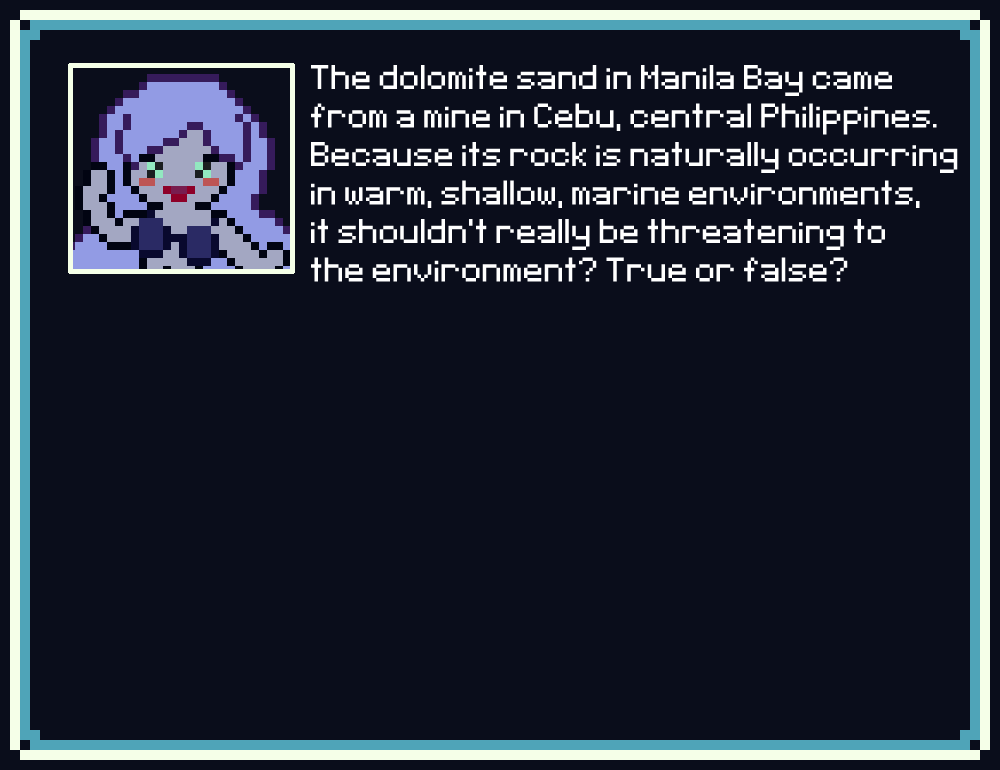 The dolomite sand in Manila Bay came
from a mine in Cebu, central Philippines.
Because its rock is naturally occurring
in warm, shallow, marine environments,
it shouldn't really be threatening to
the environment? True or false?